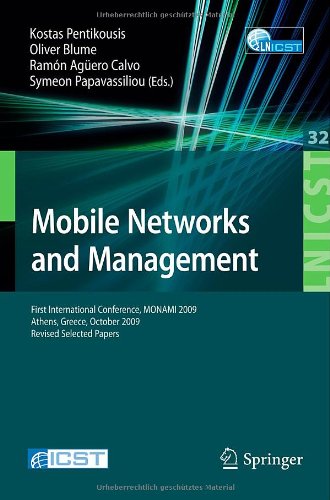 Urheberrechtlich geschütztes Material
Kostas Pentikousis
Oliver Blume
Ramón Agüero Calvo
Symeon Papavassiliou (Eds.)
LNICST
32
LNICST
Mobile Networks
and Management
First International Conference, MONAMI 2009
Athens, Greece, October 2009
Revised Selected Papers
ICST
Springer
Urheberrechtlich geschütztes Material